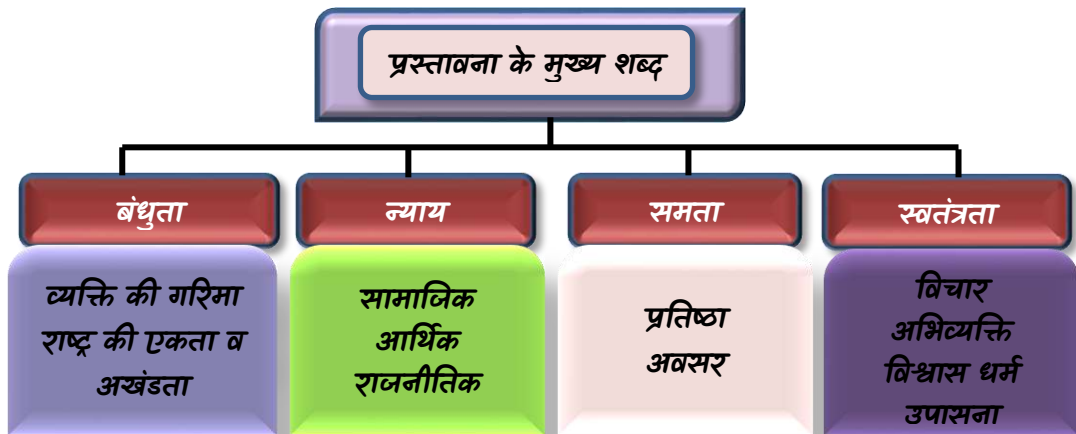 प्रस्तावना के मुख्य शब्द
बंधुता
व्यक्ति की गरिमा
राष्ट्र की एकता व
अखंडता
न्याय
सामाजिक
आर्थिक
राजनीतिक
समता
प्रतिष्ठा
अवसर
स्वतंत्रता
विचार
अभिव्यक्ति
विश्वास धर्म
उपासना